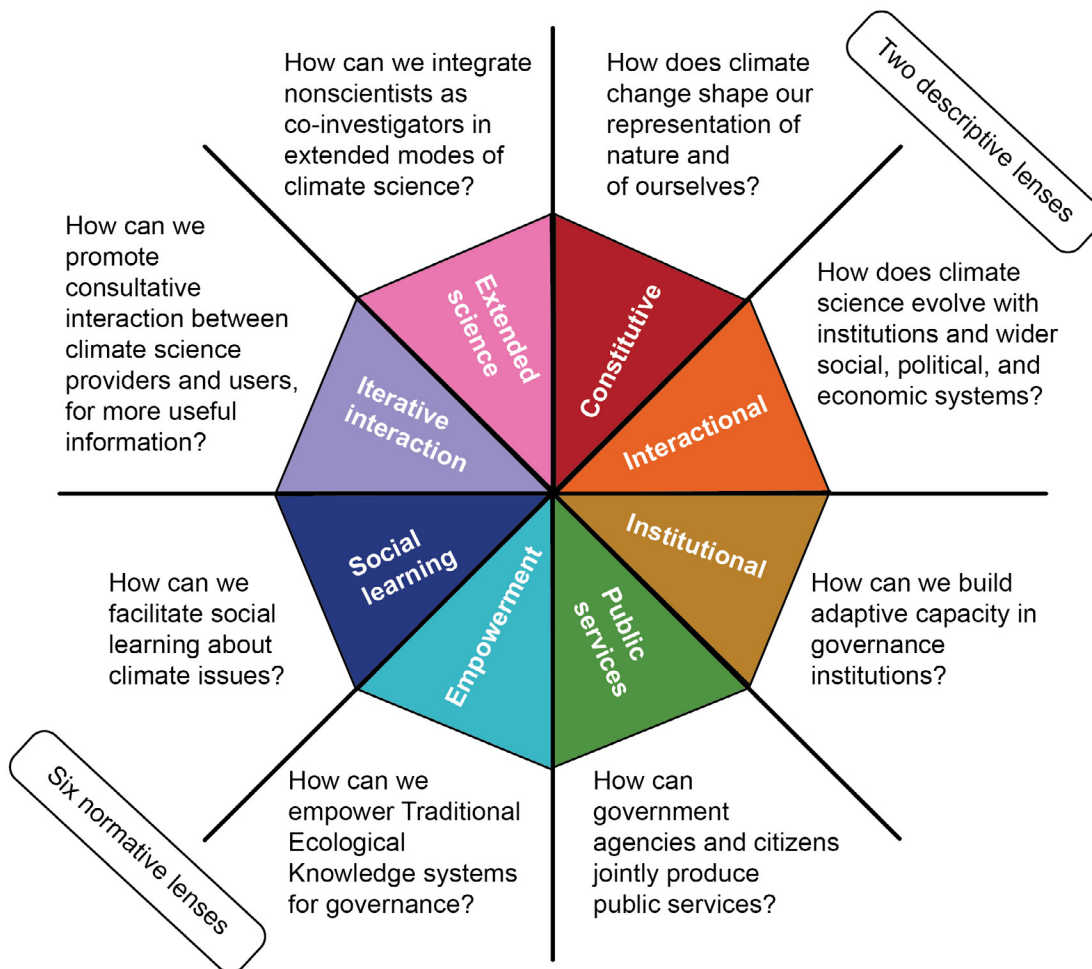 How can we integrate
nonscientists as
co-investigators in
extended modes of
climate science?
How does climate
change shape our
representation of
nature and
of ourselves?
Two descriptive lenses
How can we
promote
consultative
interaction between
climate science
providers and users,
for more useful
information?
How does climate
science evolve with
institutions and wider
social, political, and
economic systems?
Extended
science
Constitutive
Iterative
interaction
Interactional
Social
learning
Empowerment
Public
services
Institutional
How can we
facilitate social
learning about
climate issues?
How can we build
adaptive capacity in
governance
institutions?
Six normative lenses
How can we
empower Traditional
Ecological
Knowledge systems
for governance?
How can
government
agencies and citizens
jointly produce
public services?